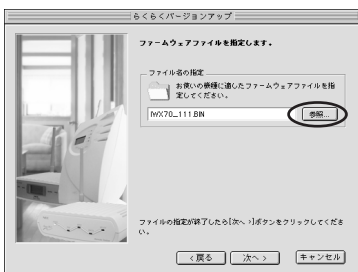 らくらくバージョンアップ
ファームウェアファイルを指定します。
ファイル名の指定
お使いの機種に適したファームウェアファイルを指
定してください。
IWX70_111.BIN
参照...
ファイルの指定が終了したら[次へ >]ボタンをクリックしてくださ
い。
< 戻る
次へ >
キャンセル